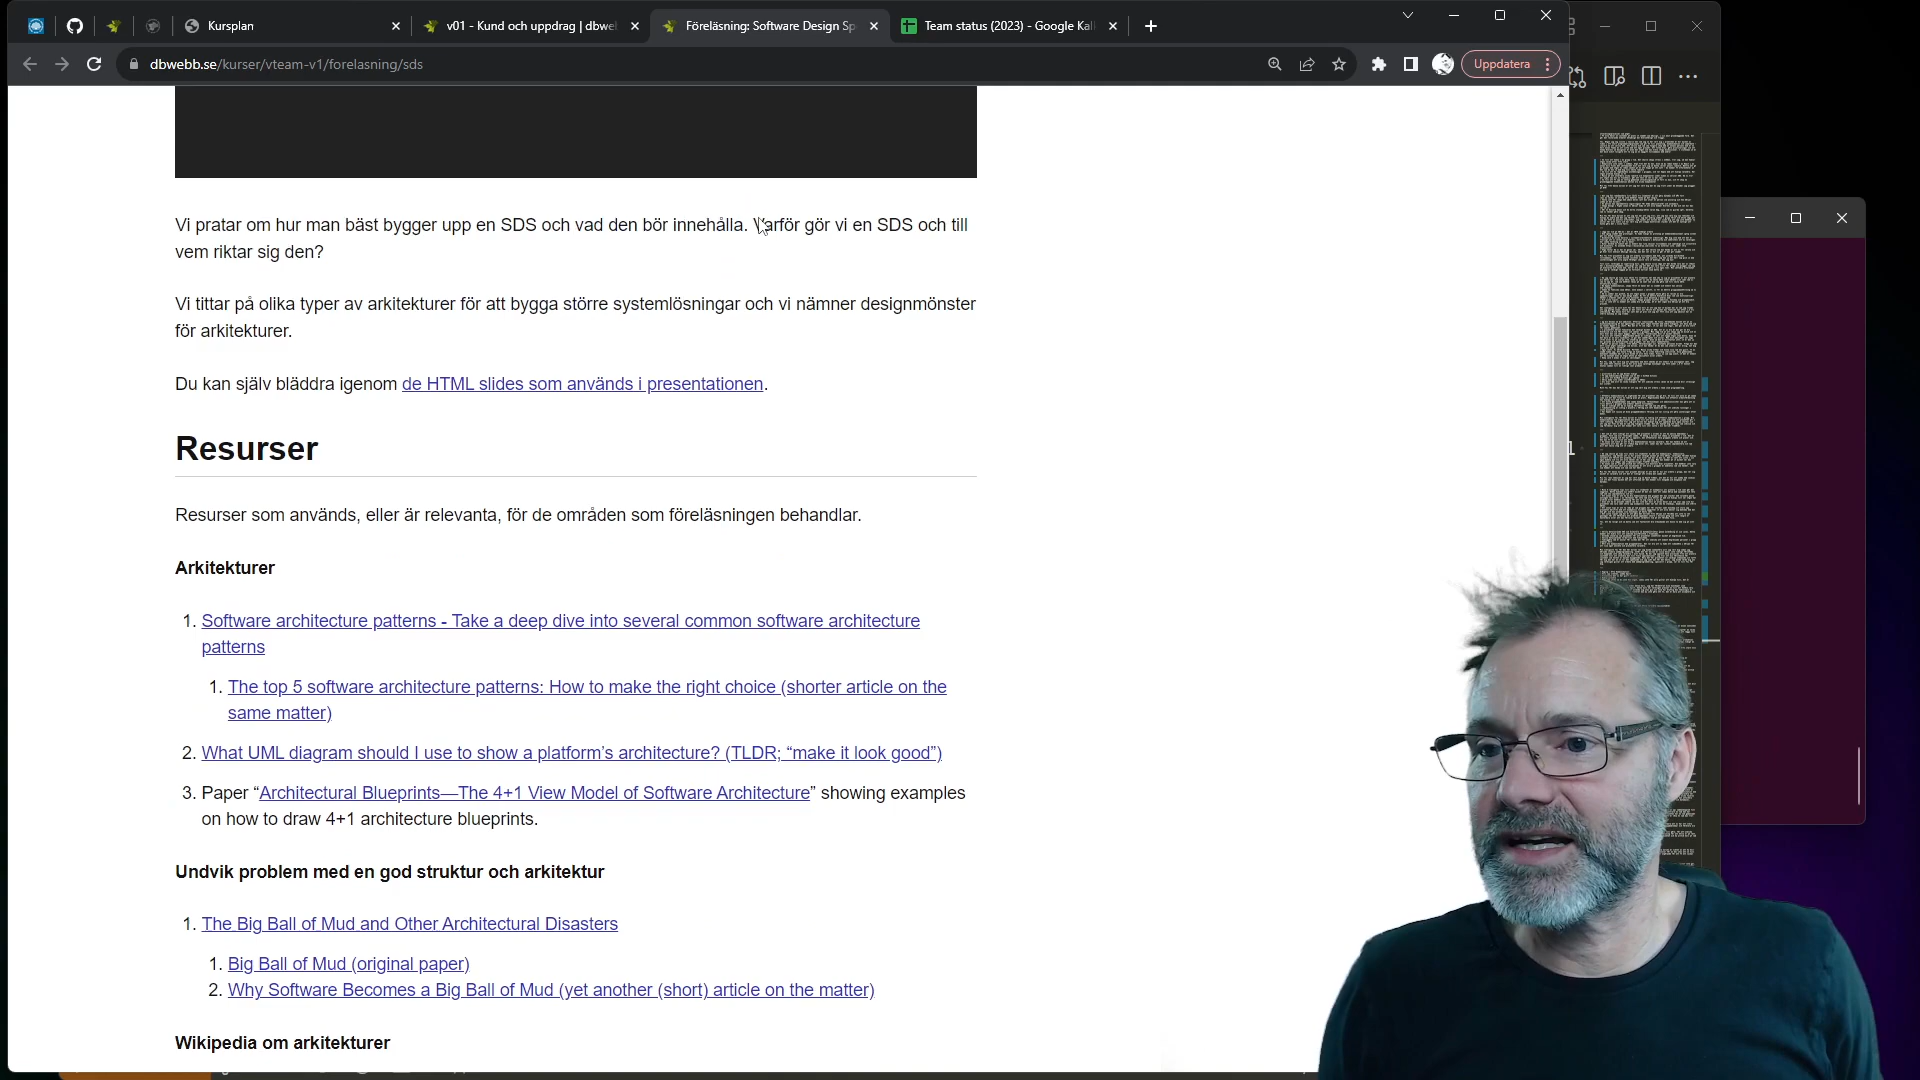 Kursplan
v01 - Kund och uppdrag | dbwe
Föreläsning: Software Design Sp
Team status (2023) - Google Kal
dbwebb.se/kurser/vteam-v1/forelasning/sds
Uppdatera
Vi pratar om hur man bäst bygger upp en SDS och vad den bör innehålla. Varför gör vi en SDS och till
vem riktar sig den?
Vi tittar på olika typer av arkitekturer för att bygga större systemlösningar och vi nämner designmönster
för arkitekturer.
Du kan själv bläddra igenom de HTML slides som används i presentationen.
Resurser
Resurser som används, eller är relevanta, för de områden som föreläsningen behandlar.
Arkitekturer
1. Software architecture patterns - Take a deep dive into several common software architecture
patterns
1. The top 5 software architecture patterns: How to make the right choice (shorter article on the
same matter)
2. What UML diagram should I use to show a platform’s architecture? (TLDR; “make it look good”)
3. Paper “Architectural Blueprints—The 4+1 View Model of Software Architecture” showing examples
on how to draw 4+1 architecture blueprints.
Undvik problem med en god struktur och arkitektur
1. The Big Ball of Mud and Other Architectural Disasters
1. Big Ball of Mud (original paper)
2. Why Software Becomes a Big Ball of Mud (yet another (short) article on the matter)
Wikipedia om arkitekturer